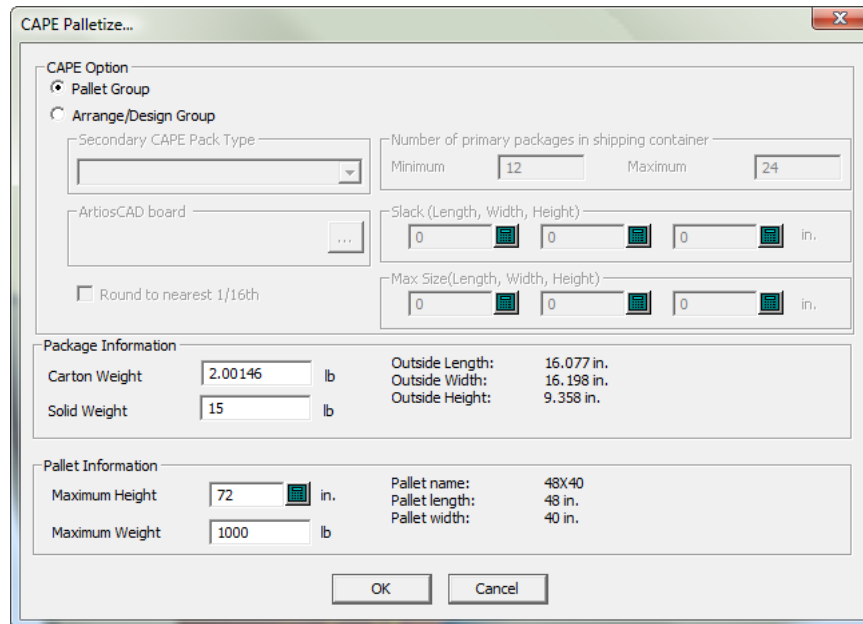 CAPE Palletize...
CAPE Option
Pallet Group
Arrange/Design Group
Secondary CAPE Pack Type
Number of primary packages in shipping container
Minimum 12 Maximum 24
ArtiosCAD board
...
Slack (Length, Width, Height)
0 0 0 in.
Round to nearest 1/16th
Max Size(Length, Width, Height)
0 0 0 in.
Package Information
Carton Weight 2.00146 lb
Solid Weight 15 lb
Outside Length: 16.077 in.
Outside Width: 16.198 in.
Outside Height: 9.358 in.
Pallet Information
Maximum Height 72 in.
Maximum Weight 1000 lb
Pallet name: 48X40
Pallet length: 48 in.
Pallet width: 40 in.
OK Cancel